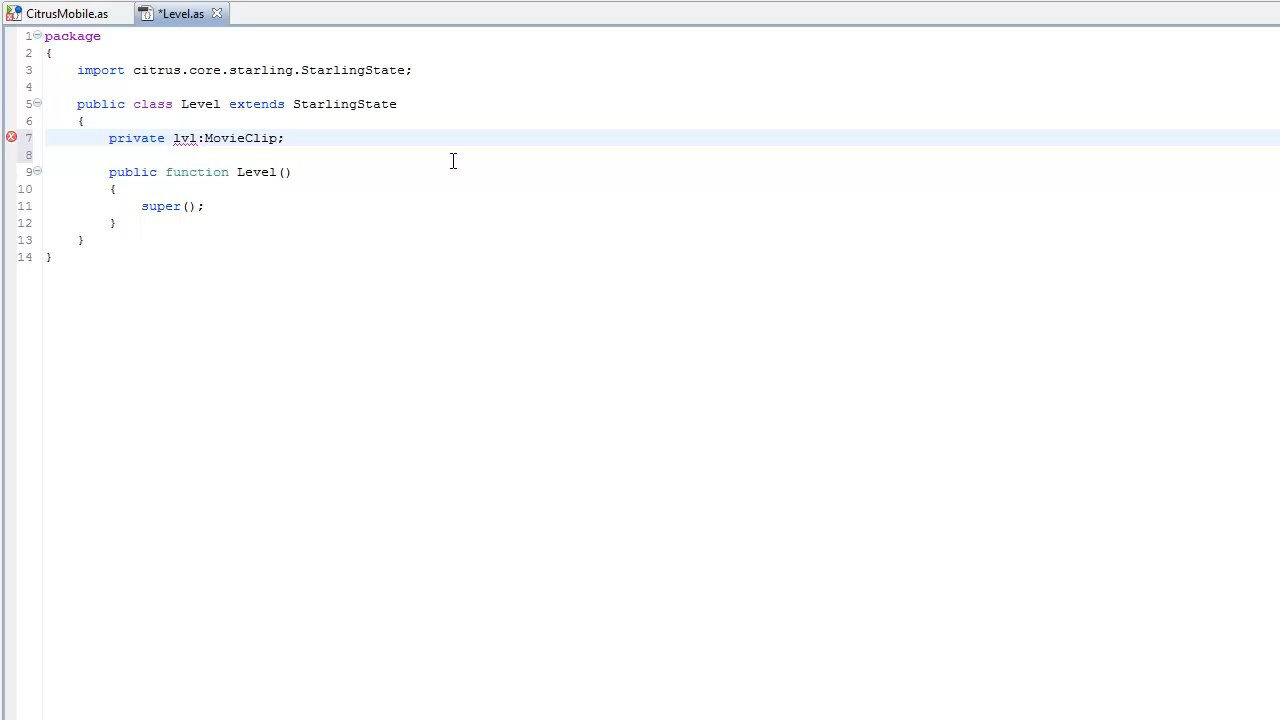 CitrusMobile.as *Level.as
1 package
2 {
3 import citrus.core.starling.StarlingState;
4
5 public class Level extends StarlingState
6 {
7 private lvl:MovieClip;
8
9 public function Level()
10 {
11 super();
12 }
13 }
14 }